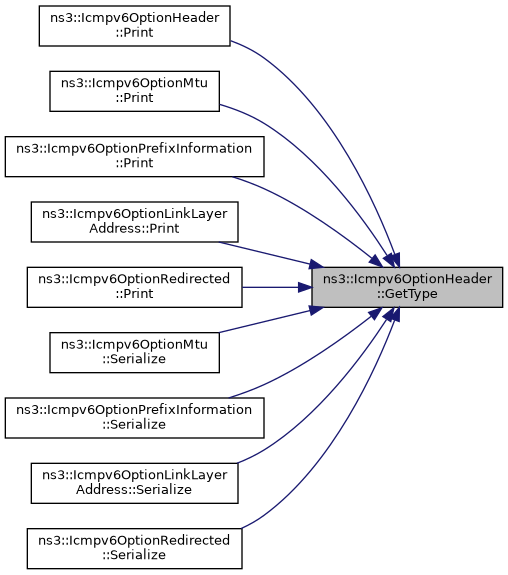 ns3::Icmpv6OptionHeader
::Print
ns3::Icmpv6OptionMtu
::Print
ns3::Icmpv6OptionPrefixInformation
::Print
ns3::Icmpv6OptionLinkLayer
Address::Print
ns3::Icmpv6OptionRedirected
::Print
ns3::Icmpv6OptionHeader
::GetType
ns3::Icmpv6OptionMtu
::Serialize
ns3::Icmpv6OptionPrefixInformation
::Serialize
ns3::Icmpv6OptionLinkLayer
Address::Serialize
ns3::Icmpv6OptionRedirected
::Serialize